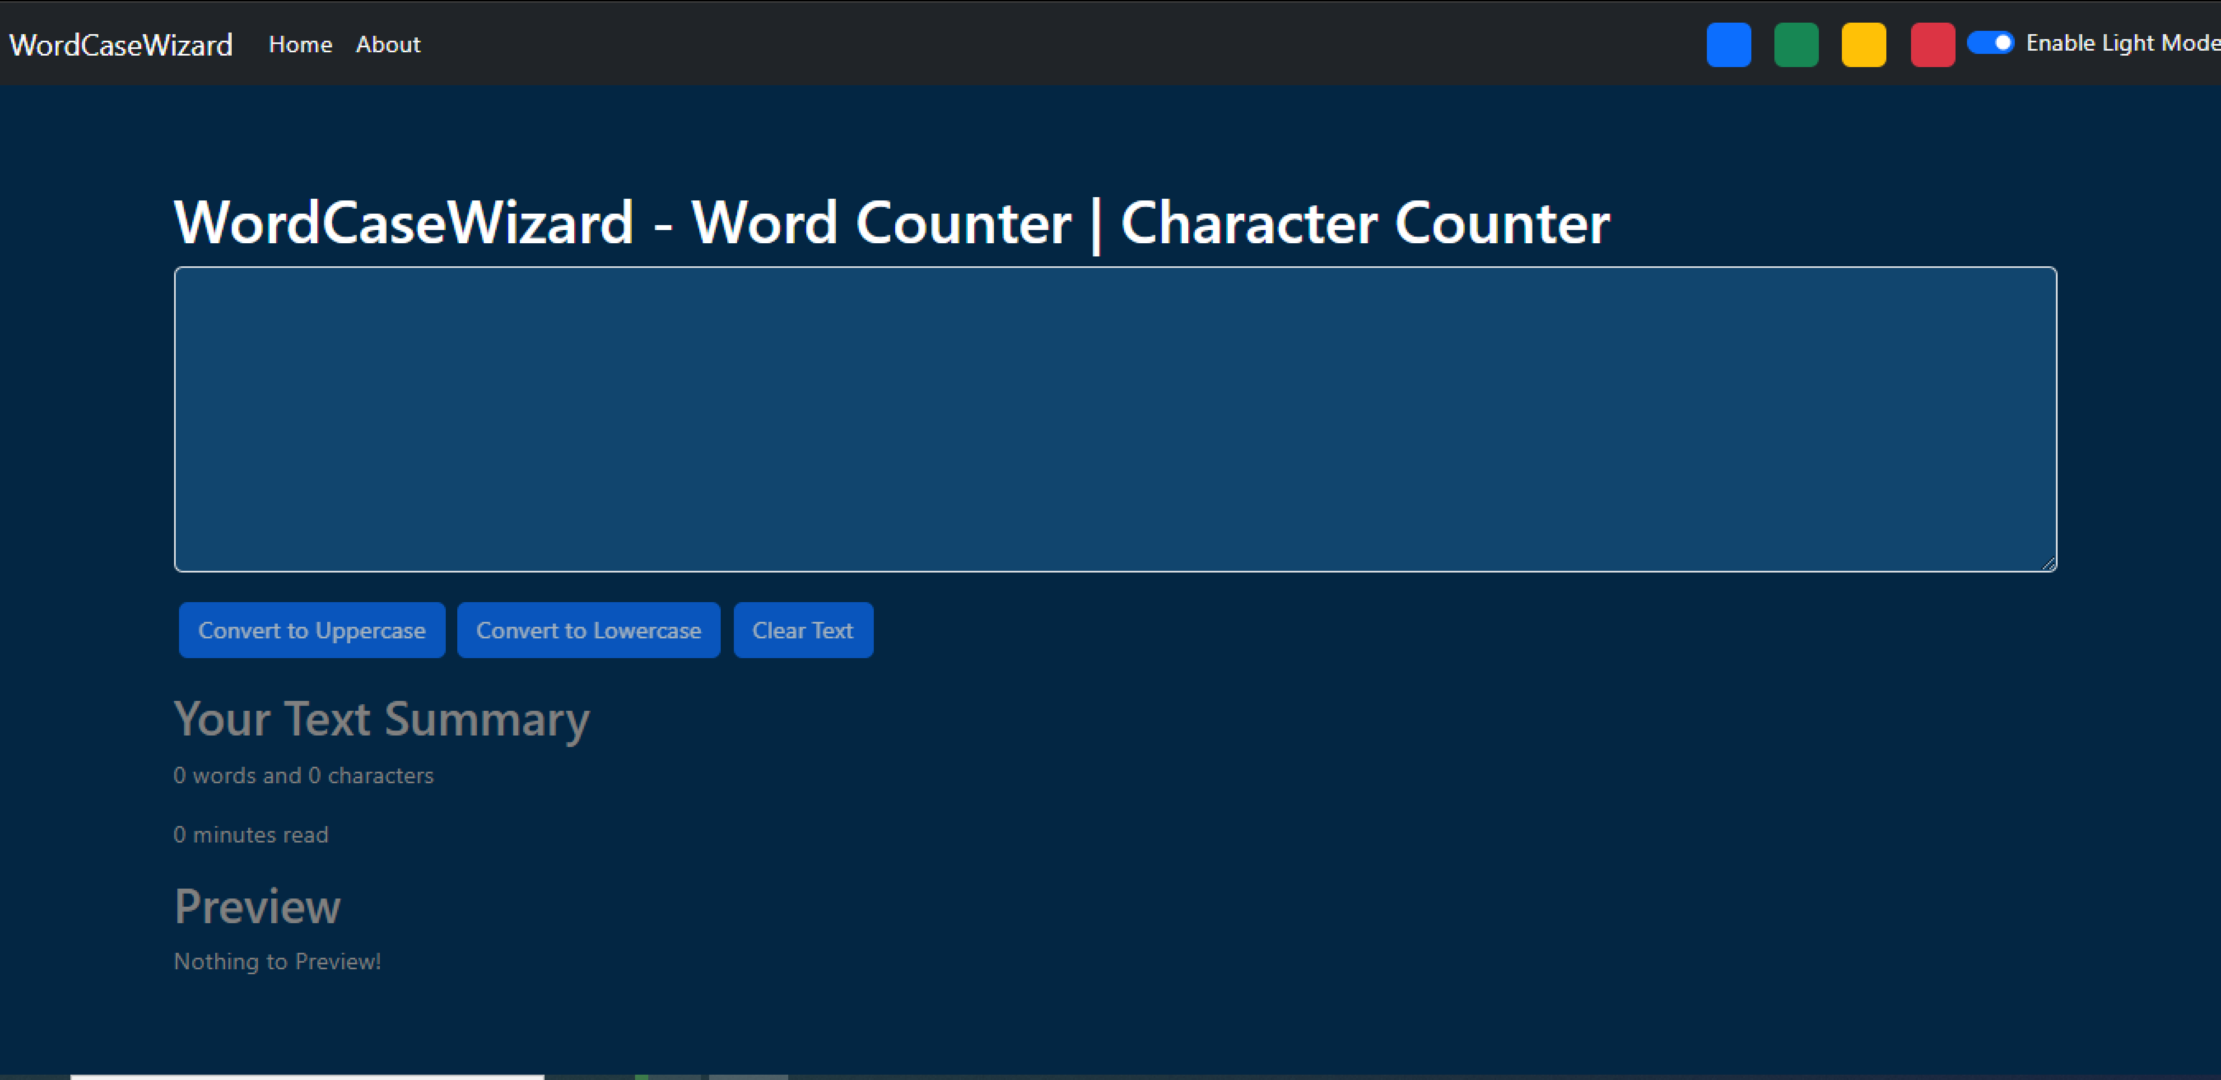 WordCaseWizard Home About Enable Light Mode
WordCaseWizard - Word Counter | Character Counter
Convert to Uppercase Convert to Lowercase Clear Text
Your Text Summary
0 words and 0 characters
0 minutes read
Preview
Nothing to Preview!